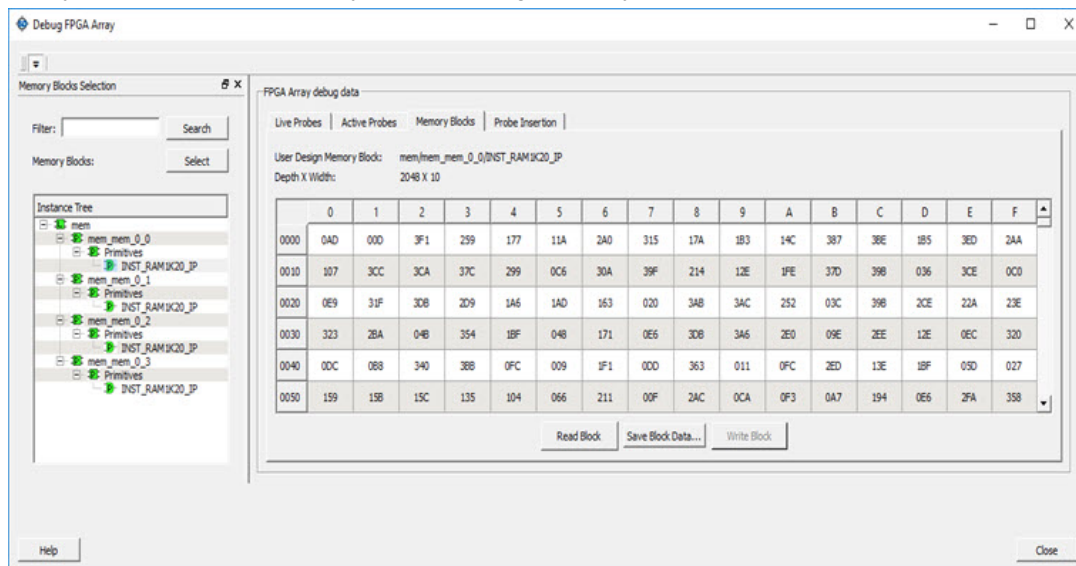 Debug FPGA Array
Memory Blocks Selection
Filter:
Search
Memory Blocks:
Select
Instance Tree
mem
mem_mem_0_0
Primitives
INST_RAM1K20_IP
mem_mem_0_1
Primitives
INST_RAM1K20_IP
mem_mem_0_2
Primitives
INST_RAM1K20_IP
mem_mem_0_3
Primitives
INST_RAM1K20_IP
FPGA Array debug data
Live Probes Active Probes Memory Blocks Probe Insertion
User Design Memory Block: mem/mem_mem_0_0/INST_RAM1K20_IP
Depth X Width: 2048 X 10
0 1 2 3 4 5 6 7 8 9 A B C D E F
0000 0AD 00D 3F1 259 177 11A 2A0 315 17A 1B3 14C 387 38E 1B5 3ED 2AA
0010 107 3CC 3CA 37C 299 0C6 30A 39F 214 12E 1FE 37D 398 036 3CE 0C0
0020 0E9 31F 3DB 2D9 1A6 1AD 163 020 3AB 3AC 252 03C 398 2CE 22A 23E
0030 323 2BA 04B 354 1BF 04B 171 0E6 3DB 3A6 2E0 09E 2EE 12E 0EC 320
0040 0DC 0B8 340 3BB 0FC 009 1F1 0DD 363 011 0FC 2ED 13E 1BF 05D 027
0050 159 15B 15C 135 104 066 211 00F 2AC 0CA 0F3 0A7 194 0E6 2FA 358
Read Block Save Block Data... Write Block
Help
Close